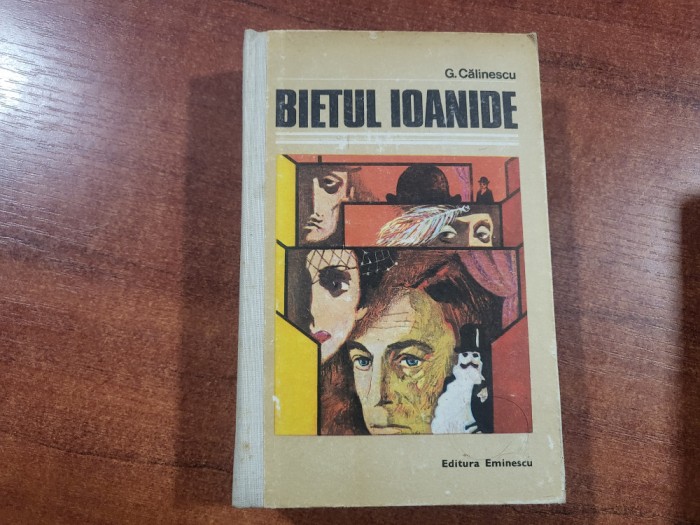 G. Călinescu
BIETUL IOANIDE
Editura Eminescu